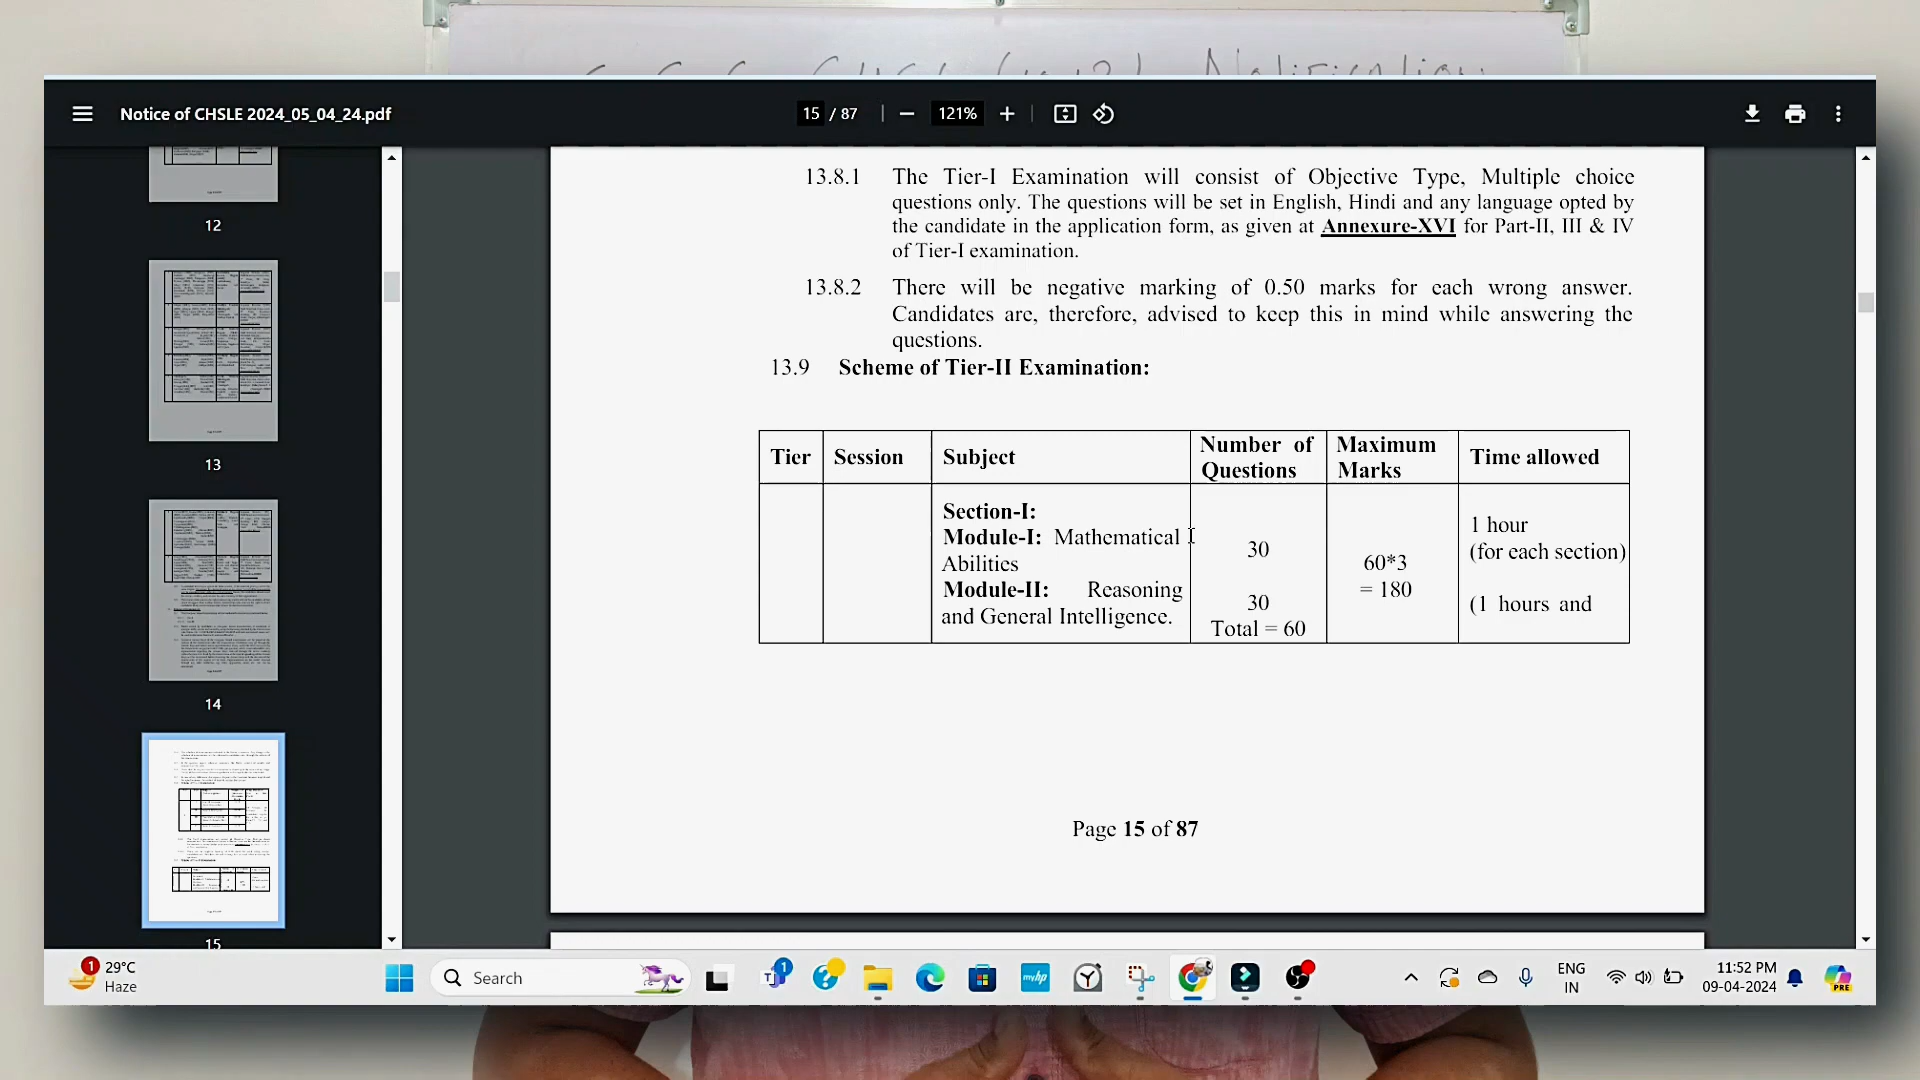 Notice of CHSLE 2024_05_04_24.pdf
15 / 87
121%
12
13
14
15
13.8.1 The Tier-I Examination will consist of Objective Type, Multiple choice
questions only. The questions will be set in English, Hindi and any language opted by
the candidate in the application form, as given at Annexure-XVI for Part-II, III & IV
of Tier-I examination.
13.8.2 There will be negative marking of 0.50 marks for each wrong answer.
Candidates are, therefore, advised to keep this in mind while answering the
questions.
13.9 Scheme of Tier-II Examination:
Tier Session Subject Number of Questions Maximum Marks Time allowed
Section-I:
Module-I: Mathematical
Abilities
Module-II: Reasoning
and General Intelligence.
30
30
Total = 60
60*3
= 180
1 hour
(for each section)
(1 hours and
Page 15 of 87
1
29°C
Haze
Search
1
myhp
ENG
IN
11:52 PM
09-04-2024
PRE